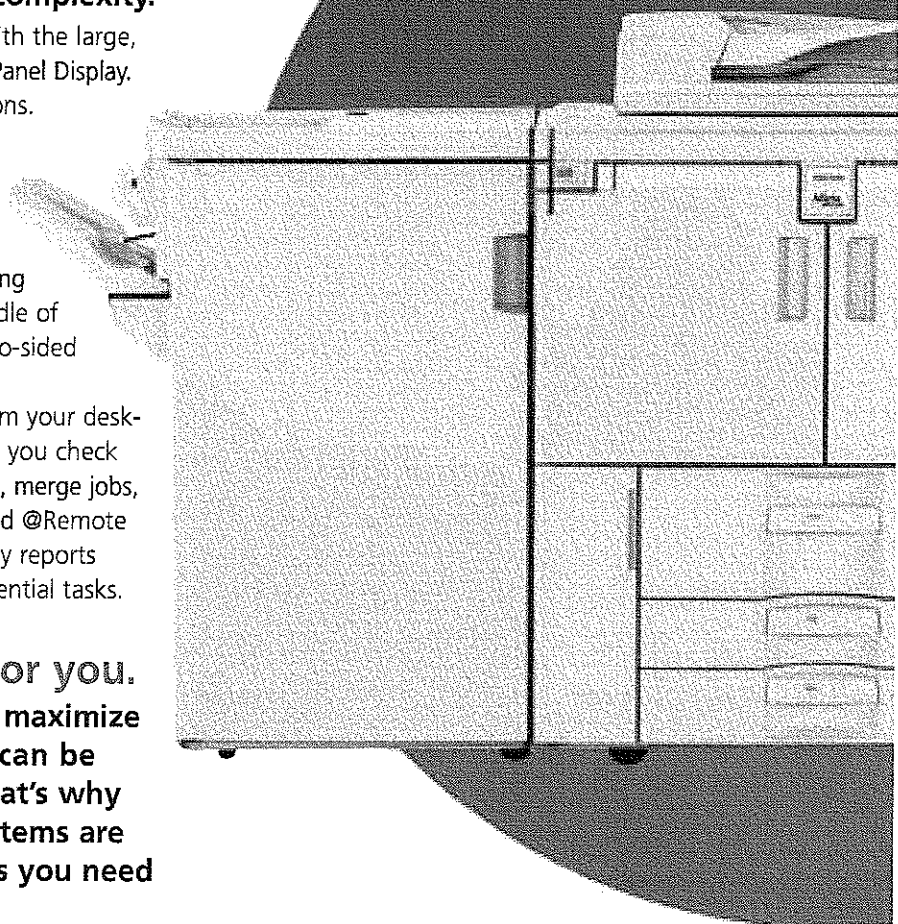 complexity.
th the large,
Panel Display.
ons.
ng
dle of
o-sided
m your desk-
you check
, merge jobs,
d @Remote
y reports
ential tasks.
or you.
maximize
can be
at's why
tems are
s you need